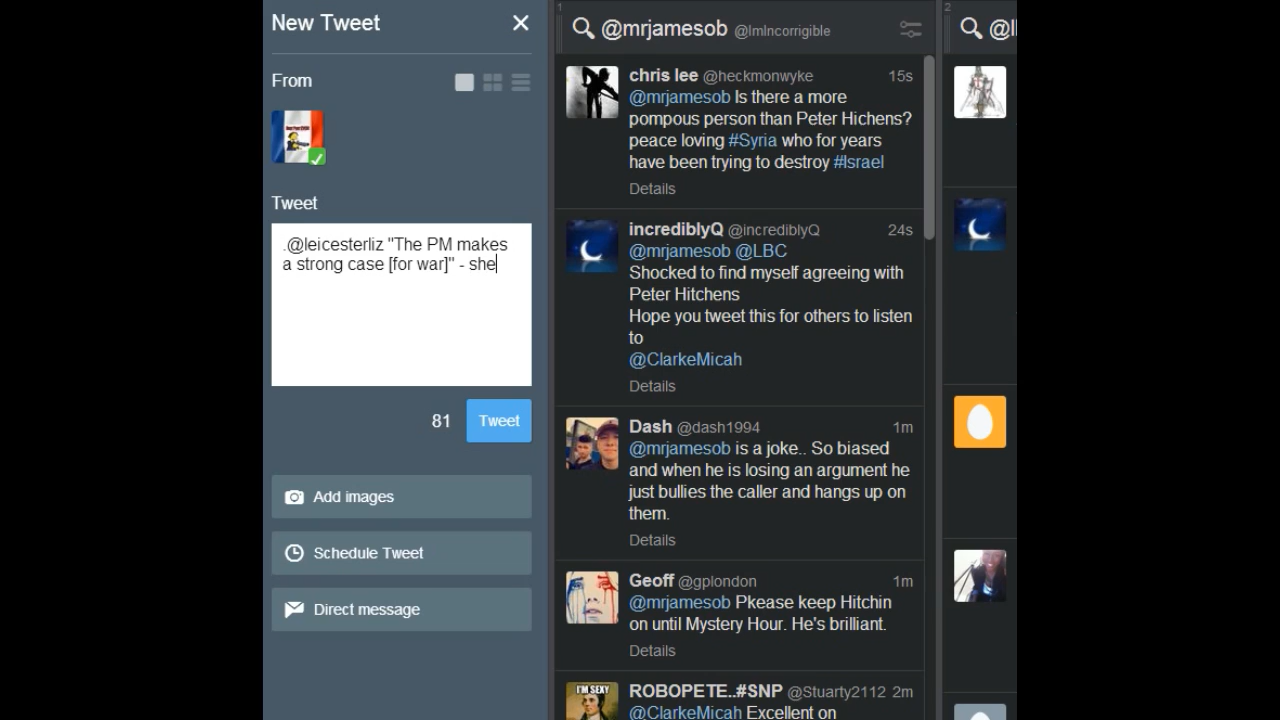 New Tweet
From
Tweet
.@leicesterliz "The PM makes
a strong case [for war]" - she
81
Tweet
Add images
Schedule Tweet
Direct message
1
@mrjamesob @ImIncorrigible
chris lee @heckmonwyke 15s
@mrjamesob Is there a more
pompous person than Peter Hichens?
peace loving #Syria who for years
have been trying to destroy #Israel
Details
incrediblyQ @incrediblyQ 24s
@mrjamesob @LBC
Shocked to find myself agreeing with
Peter Hitchens
Hope you tweet this for others to listen
to
@ClarkeMicah
Details
Dash @dash1994 1m
@mrjamesob is a joke.. So biased
and when he is losing an argument he
just bullies the caller and hangs up on
them.
Details
Geoff @gplondon 1m
@mrjamesob Pkease keep Hitchin
on until Mystery Hour. He's brilliant.
Details
I'M SEXY
ROBOPETE..#SNP @Stuarty2112 2m
@ClarkeMicah Excellent on
2